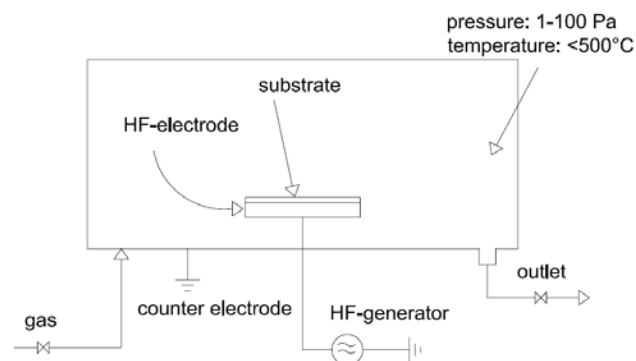 pressure: 1-100 Pa
temperature: <500°C
substrate
HF-electrode
outlet
counter electrode
HF-generator
gas